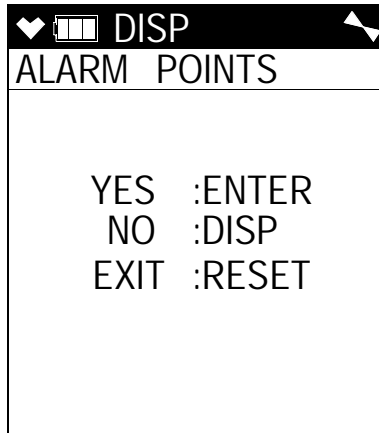 DISP
ALARM POINTS
YES :ENTER
NO :DISP
EXIT :RESET